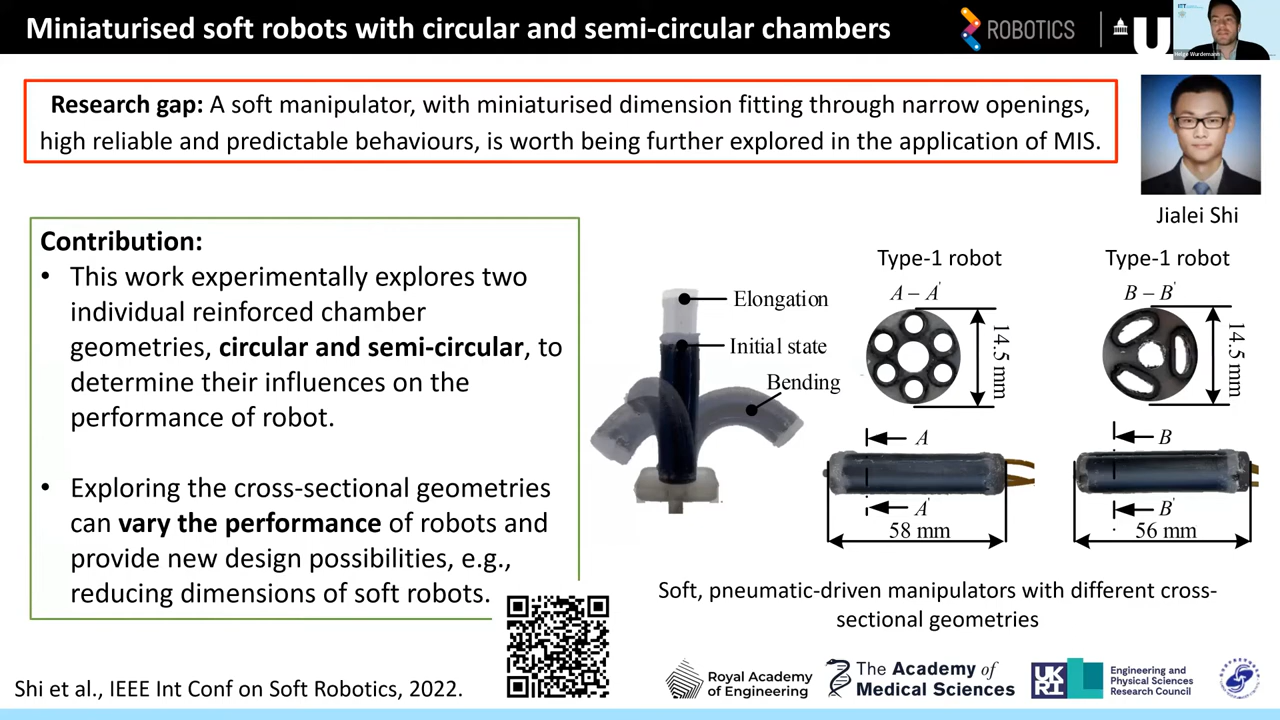 Miniaturised soft robots with circular and semi-circular chambers
ROBOTICS
U
Helge Wurdemann
Research gap: A soft manipulator, with miniaturised dimension fitting through narrow openings,
high reliable and predictable behaviours, is worth being further explored in the application of MIS.
Jialei Shi
Contribution:
• This work experimentally explores two
individual reinforced chamber
geometries, circular and semi-circular, to
determine their influences on the
performance of robot.
• Exploring the cross-sectional geometries
can vary the performance of robots and
provide new design possibilities, e.g.,
reducing dimensions of soft robots.
Elongation
Initial state
Bending
Type-1 robot
A – A'
14.5 mm
A
A'
58 mm
Type-1 robot
B – B'
14.5 mm
B
B'
56 mm
Soft, pneumatic-driven manipulators with different cross-
sectional geometries
Shi et al., IEEE Int Conf on Soft Robotics, 2022.
Royal Academy
of Engineering
The Academy of
Medical Sciences
UK
RI
Engineering and
Physical Sciences
Research Council